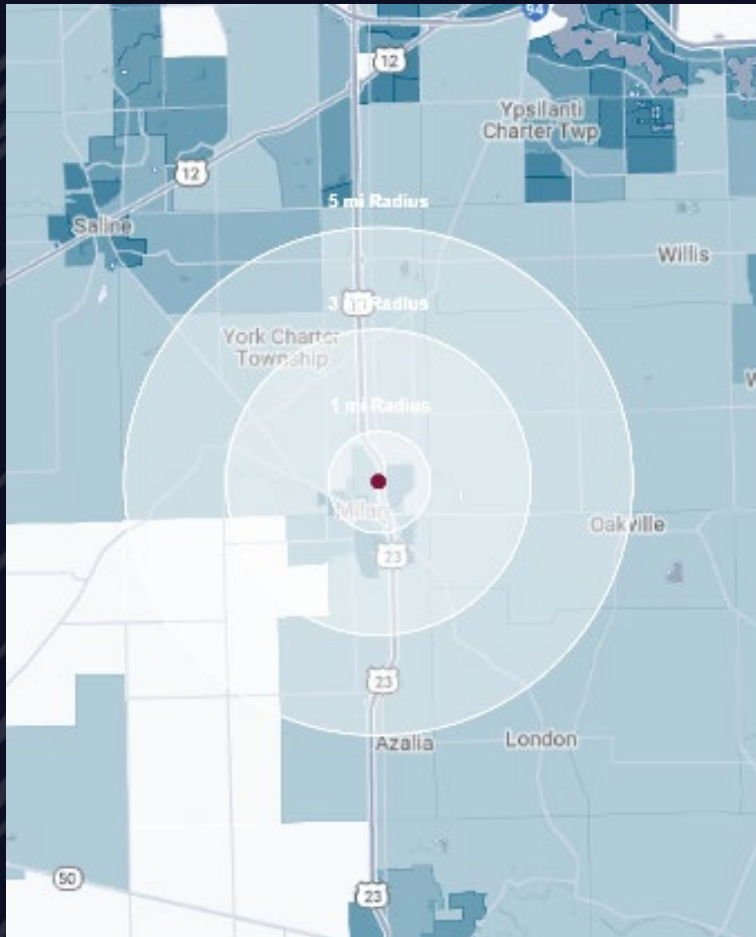 94
12
Ypsilanti
Charter Twp
12
5 mi Radius
Saline
Willis
3 mi Radius
York Charter
Township
1 mi Radius
Milan
Oakville
23
23
Azalia
London
50
23